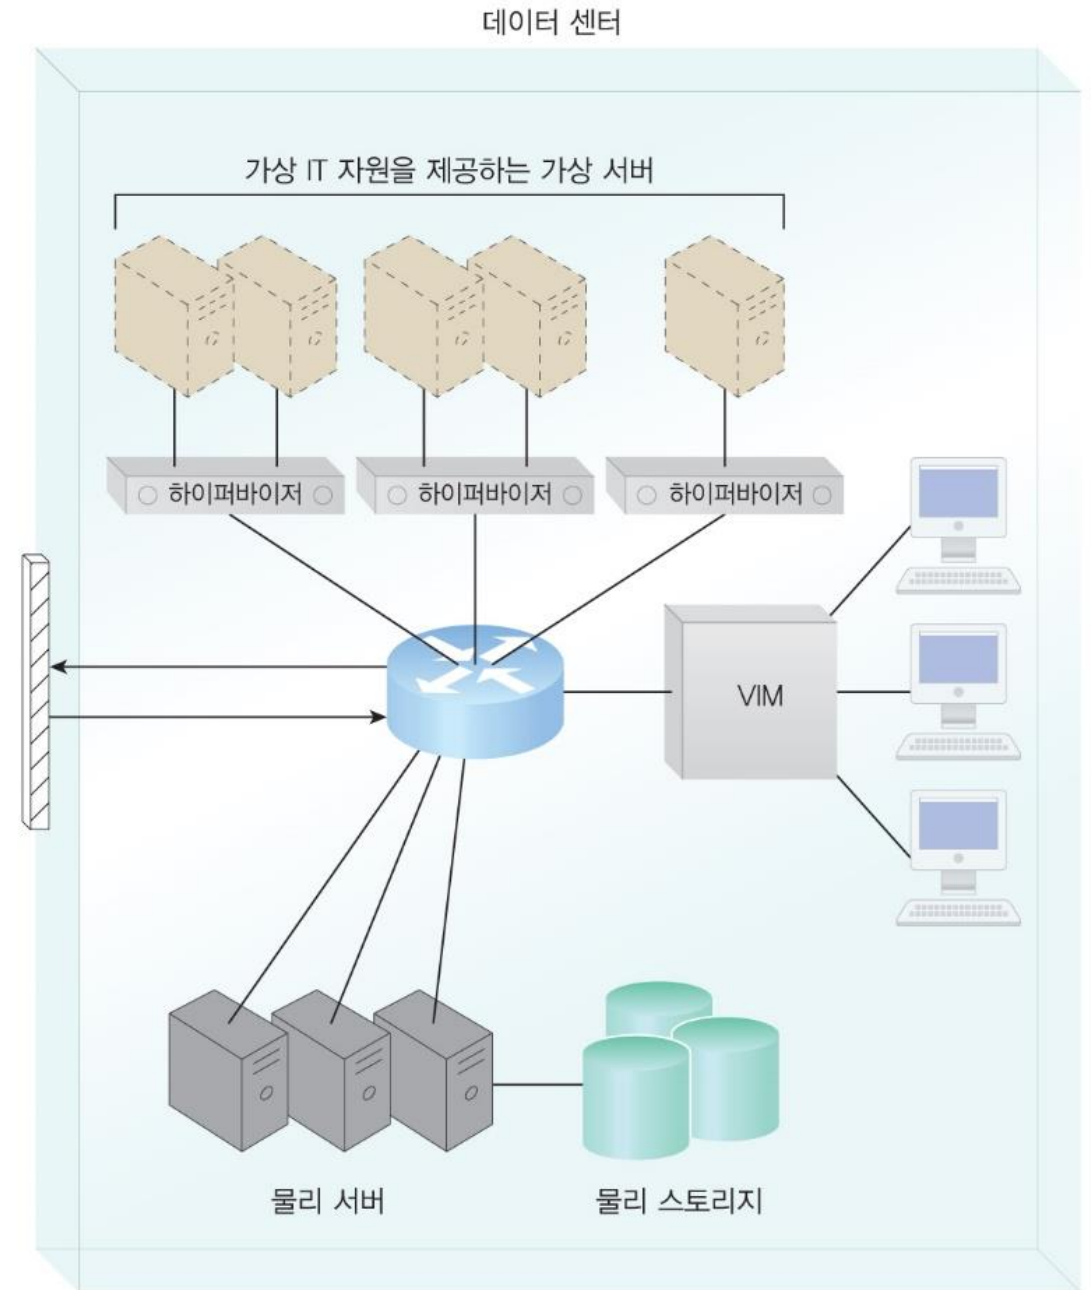 데이터 센터
가상 IT 자원을 제공하는 가상 서버
하이퍼바이저
하이퍼바이저
하이퍼바이저
VIM
물리 서버
물리 스토리지